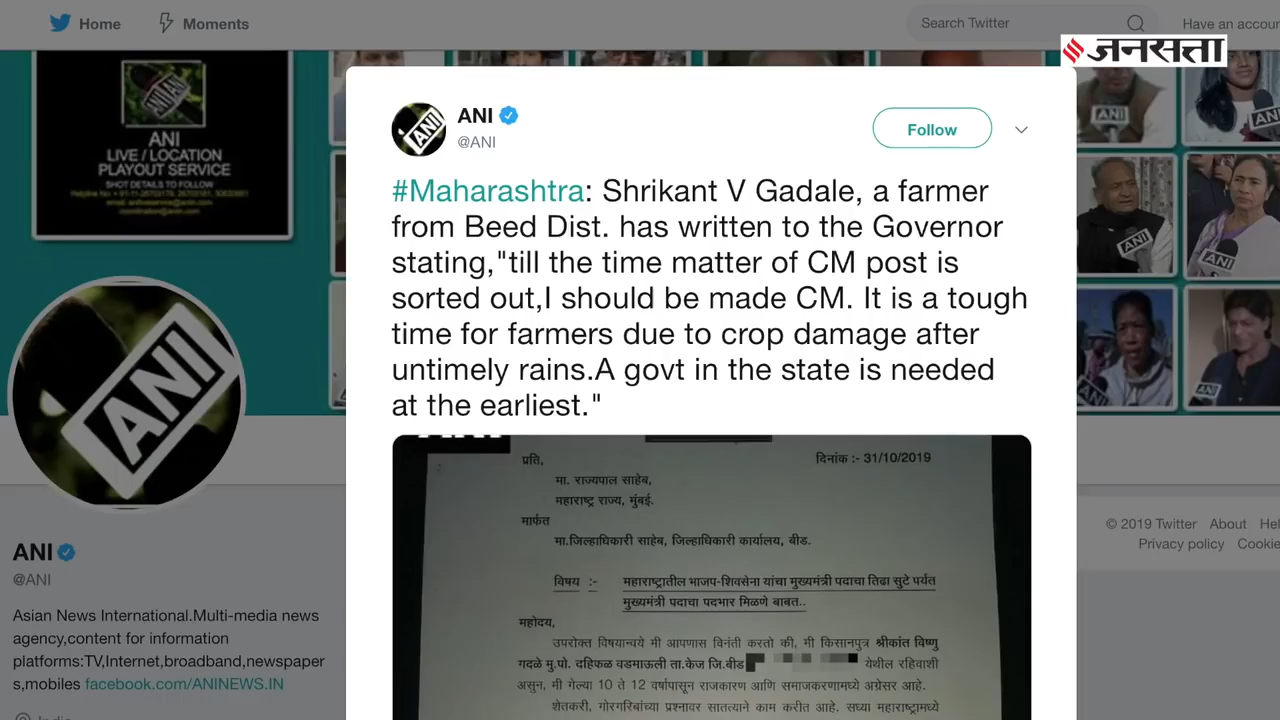 Home
Moments
Search Twitter
Have an accoun
जनसत्ता
ANI
LIVE / LOCATION
PLAYOUT SERVICE
SHOT DETAILS TO FOLLOW
ANI
@ANI
Follow
#Maharashtra: Shrikant V Gadale, a farmer
from Beed Dist. has written to the Governor
stating,"till the time matter of CM post is
sorted out,I should be made CM. It is a tough
time for farmers due to crop damage after
untimely rains.A govt in the state is needed
at the earliest."
ANI
प्रति,
दिनांक :- 31/10/2019
मा. राज्यपाल साहेब,
महाराष्ट्र राज्य, मुंबई.
मार्फत
मा.जिल्हाधिकारी साहेब, जिल्हाधिकारी कार्यालय, बीड.
विषय :- महाराष्ट्रातील भाजप-शिवसेना यांचा मुख्यमंत्री पदाचा तिढा सुटे पर्यंत
मुख्यमंत्री पदाचा पदभार मिळणे बाबत..
महोदय,
उपरोक्त विषयान्वये मी आपणास विनंती करतो की, मी किसानपुत्र श्रीकांत विष्णु
गदळे मु.पो. दहिफळ वडमाऊली ता.केज जि.बीड येथील रहिवाशी
असुन, मी गेल्या 10 ते 12 वर्षापासून राजकारण आणि समाजकरणामध्ये अग्रेसर आहे.
शेतकरी, गोरगरिबांच्या प्रश्नावर सातत्याने काम करीत आहे. सध्या महाराष्ट्रामध्ये
ANI
ANI
@ANI
Asian News International.Multi-media news
agency,content for information
platforms:TV,Internet,broadband,newspaper
s,mobiles facebook.com/ANINEWS.IN
India
© 2019 Twitter About Hel
Privacy policy Cookie